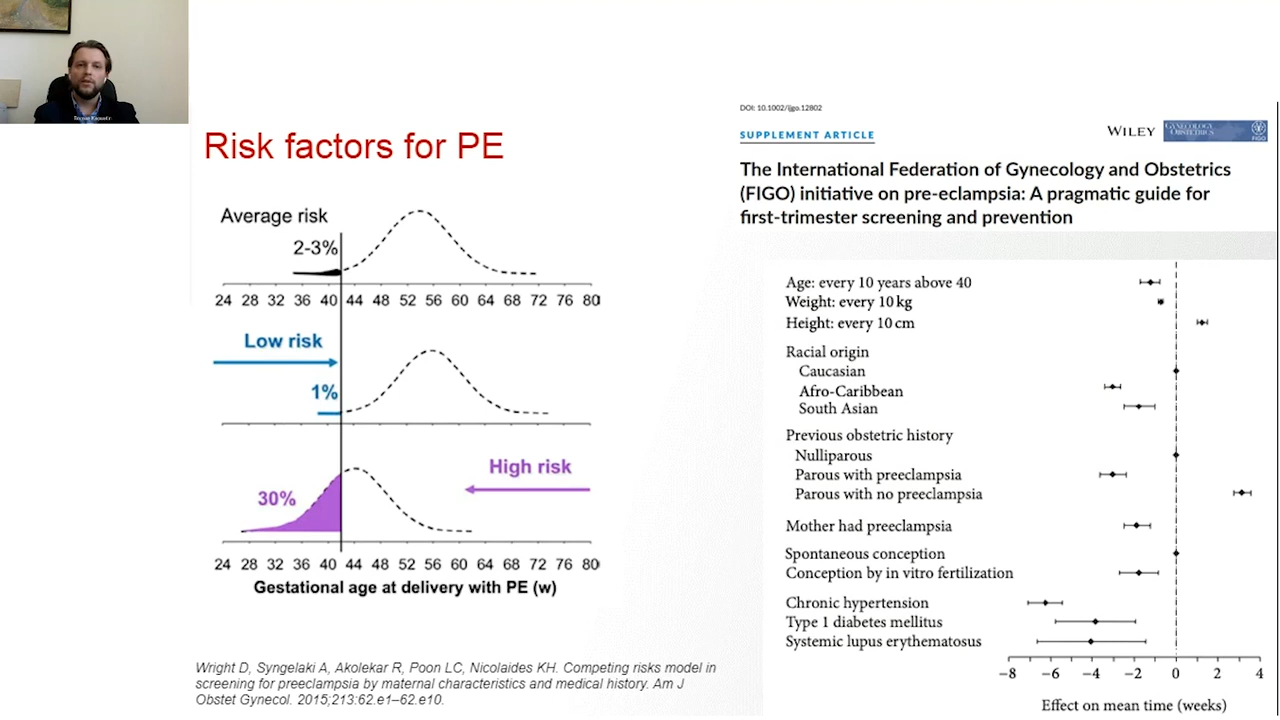 Risk factors for PE
Average risk
2-3%
24 28 32 36 40 44 48 52 56 60 64 68 72 76 80
Low risk
1%
High risk
30%
24 28 32 36 40 44 48 52 56 60 64 68 72 76 80
Gestational age at delivery with PE (w)
Wright D, Syngelaki A, Akolekar R, Poon LC, Nicolaides KH. Competing risks model in
screening for preeclampsia by maternal characteristics and medical history. Am J
Obstet Gynecol. 2015;213:62.e1–62.e10.
DOI: 10.1002/ijgo.12802
SUPPLEMENT ARTICLE
WILEY
GYNECOLOGY
OBSTETRICS
FIGO
The International Federation of Gynecology and Obstetrics
(FIGO) initiative on pre-eclampsia: A pragmatic guide for
first-trimester screening and prevention
Age: every 10 years above 40
Weight: every 10 kg
Height: every 10 cm
Racial origin
Caucasian
Afro-Caribbean
South Asian
Previous obstetric history
Nulliparous
Parous with preeclampsia
Parous with no preeclampsia
Mother had preeclampsia
Spontaneous conception
Conception by in vitro fertilization
Chronic hypertension
Type 1 diabetes mellitus
Systemic lupus erythematosus
−8 −6 −4 −2 0 2 4
Effect on mean time (weeks)